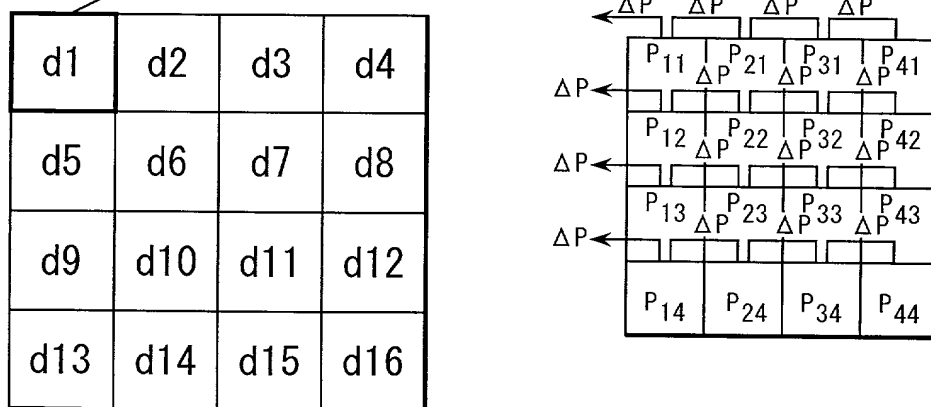 d1 d2 d3 d4
d5 d6 d7 d8
d9 d10 d11 d12
d13 d14 d15 d16
ΔP ΔP ΔP ΔP
P11 P21 P31 P41
ΔP ΔP ΔP ΔP
P12 P22 P32 P42
ΔP ΔP ΔP ΔP
P13 P23 P33 P43
ΔP ΔP ΔP ΔP
P14 P24 P34 P44